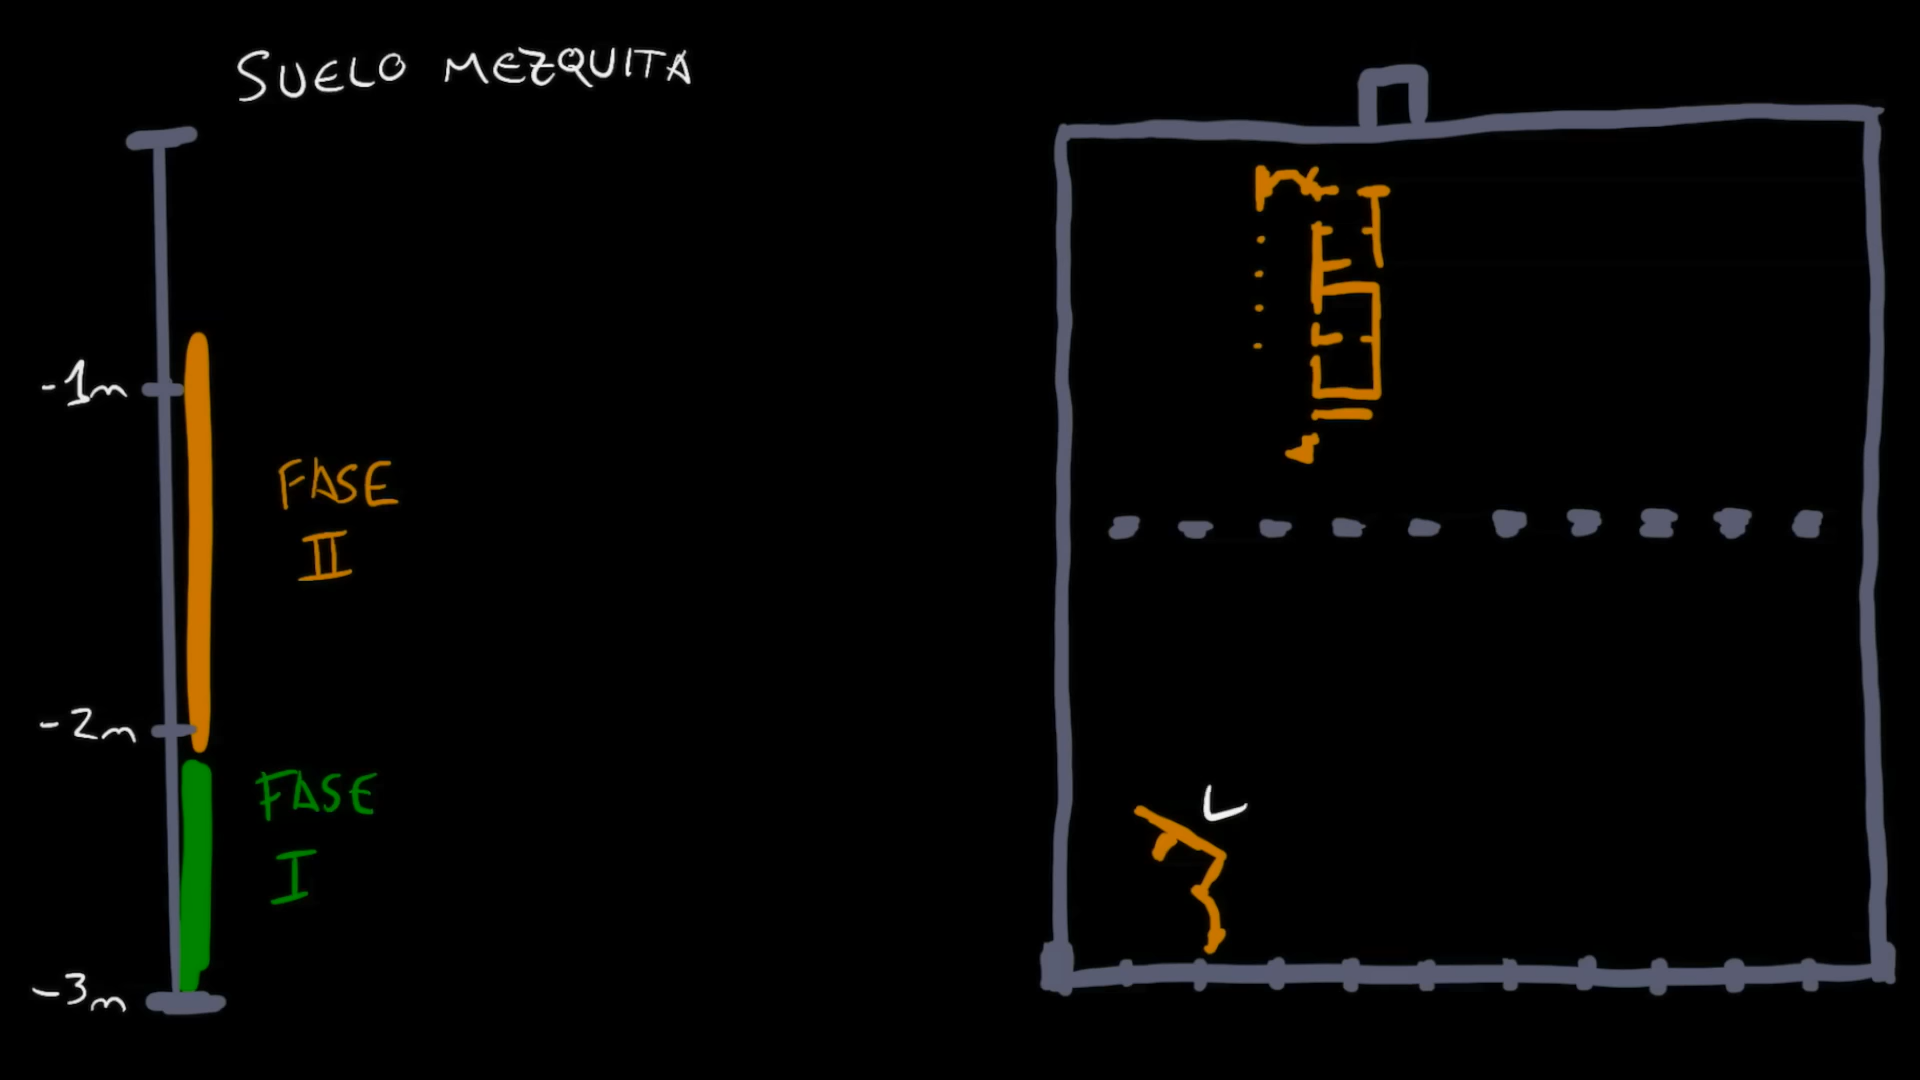 SUELO MEZQUITA
-1m
FASE
II
-2m
FASE
I
-3m
L